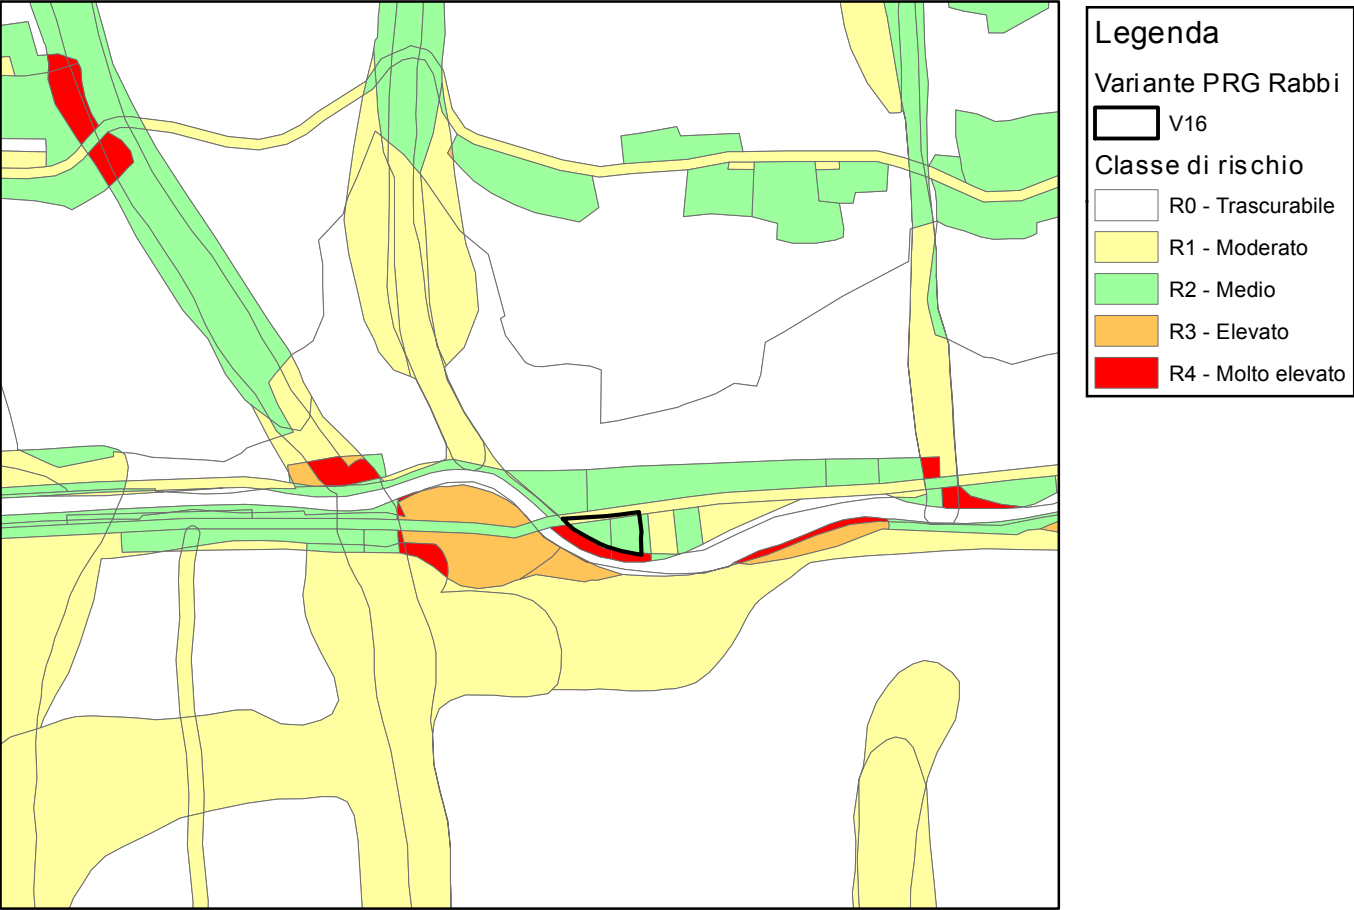 Legenda
Variante PRG Rabbi
V16
Classe di rischio
R0 - Trascurabile
R1 - Moderato
R2 - Medio
R3 - Elevato
R4 - Molto elevato